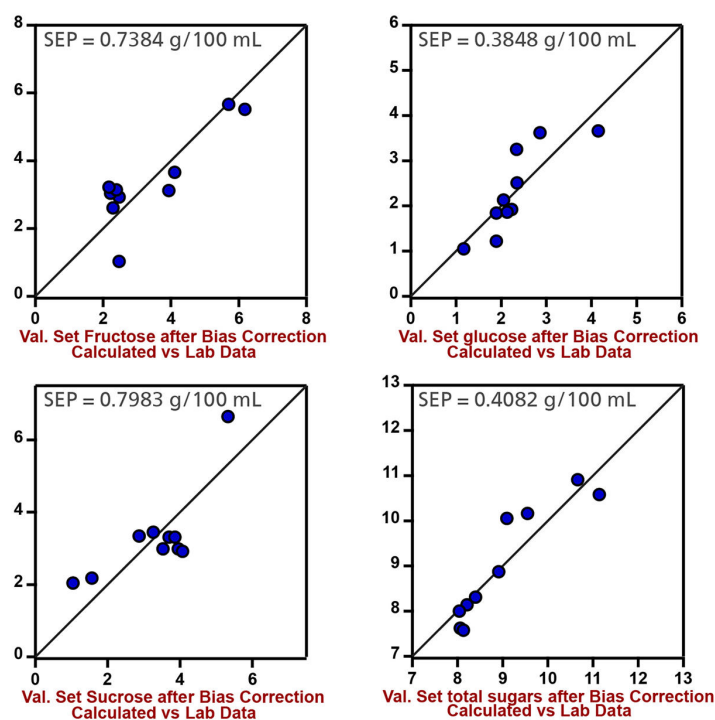 8
SEP = 0.7384 g/100 mL
6
4
2
0
0 2 4 6 8
Val. Set Fructose after Bias Correction
Calculated vs Lab Data
6
SEP = 0.3848 g/100 mL
5
4
3
2
1
0
0 1 2 3 4 5 6
Val. Set glucose after Bias Correction
Calculated vs Lab Data
SEP = 0.7983 g/100 mL
6
4
2
0
0 2 4 6
Val. Set Sucrose after Bias Correction
Calculated vs Lab Data
13
SEP = 0.4082 g/100 mL
12
11
10
9
8
7
7 8 9 10 11 12 13
Val. Set total sugars after Bias Correction
Calculated vs Lab Data